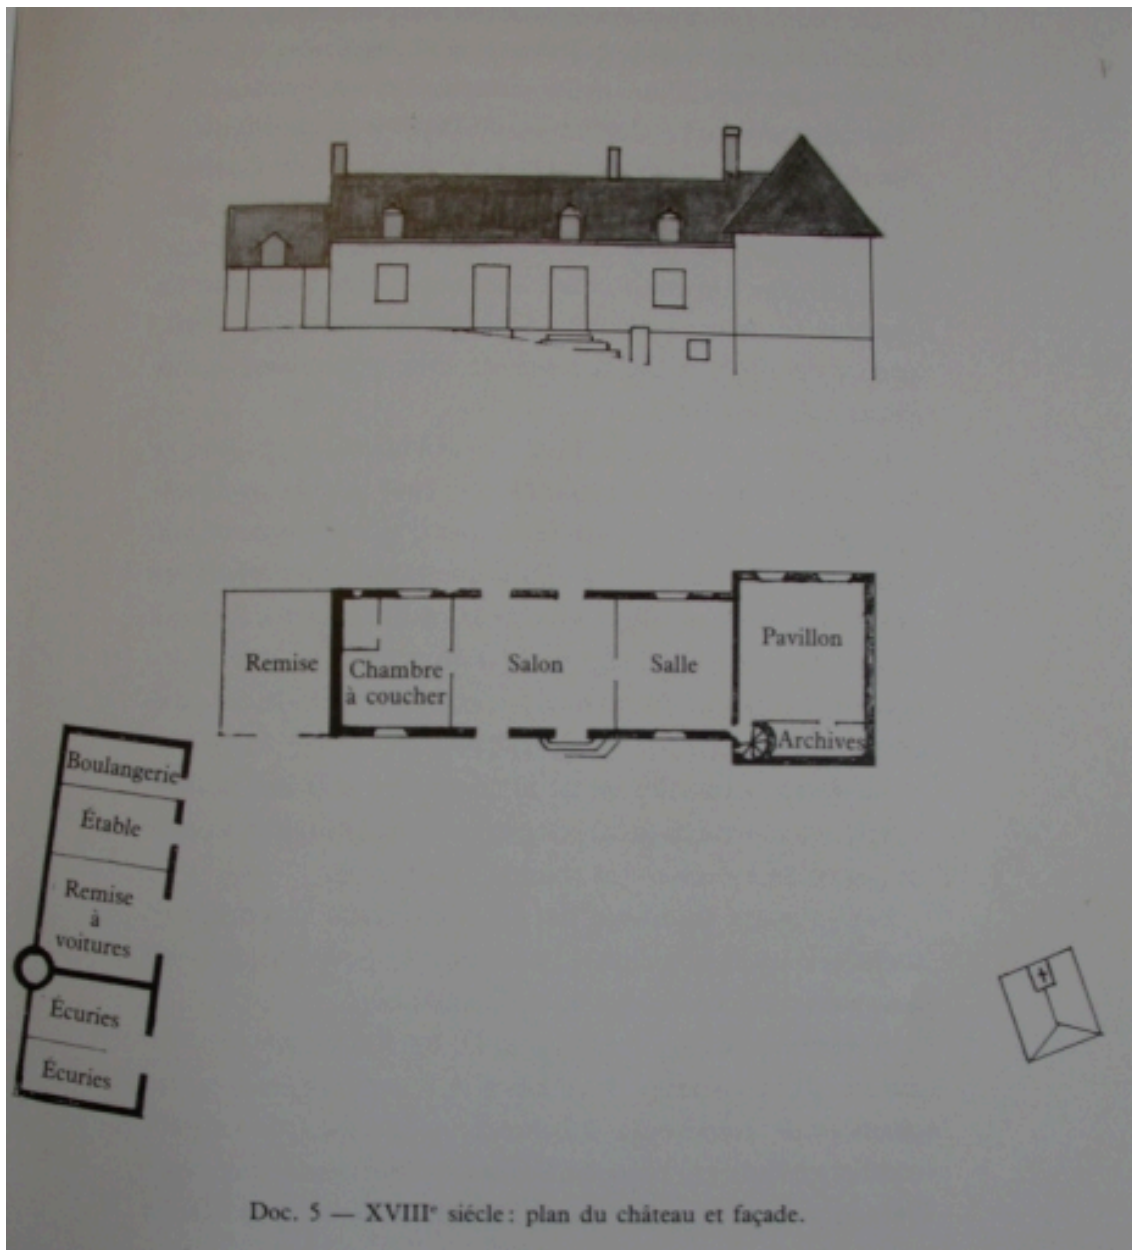 Remise
Chambre
à coucher
Salon
Salle
Pavillon
Archives
Boulangerie
Étable
Remise
à
voitures
Écuries
Écuries
Doc. 5 — XVIIIe siécle : plan du château et façade.